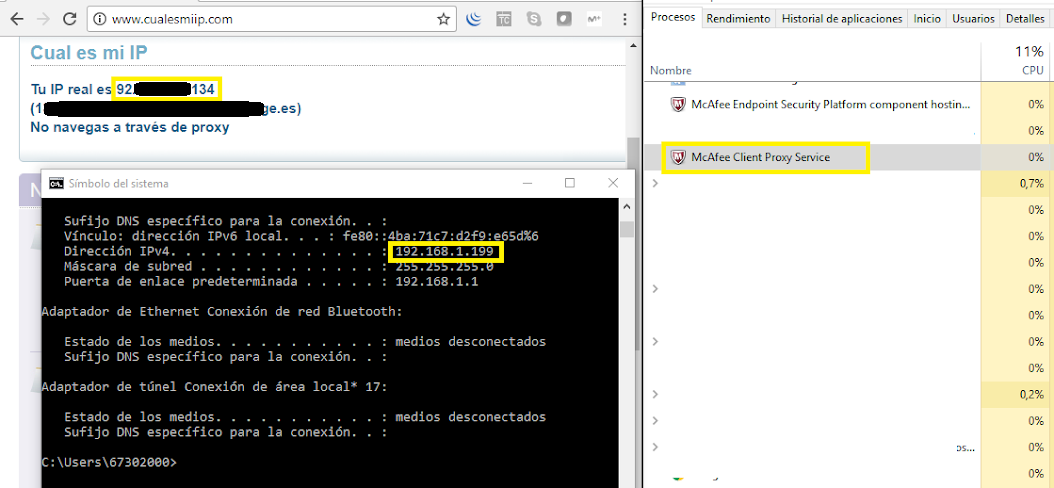 www.cualesmiip.com
Cual es mi IP
Tu IP real es 92. 134
(1 ge.es)
No navegas a través de proxy
N
Símbolo del sistema
Sufijo DNS específico para la conexión. . :
Vínculo: dirección IPv6 local. . . : fe80::4ba:71c7:d2f9:e65d%6
Dirección IPv4. . . . . . . . . . . . . . : 192.168.1.199
Máscara de subred . . . . . . . . . . . . : 255.255.255.0
Puerta de enlace predeterminada . . . . . : 192.168.1.1
Adaptador de Ethernet Conexión de red Bluetooth:
Estado de los medios. . . . . . . . . . . : medios desconectados
Sufijo DNS específico para la conexión. . :
Adaptador de túnel Conexión de área local* 17:
Estado de los medios. . . . . . . . . . . : medios desconectados
Sufijo DNS específico para la conexión. . :
C:\Users\67302000>
Procesos Rendimiento Historial de aplicaciones Inicio Usuarios Detalles
11%
Nombre CPU
McAfee Endpoint Security Platform component hostin... 0%
0%
McAfee Client Proxy Service 0%
0,7%
0%
0%
0%
0%
0%
0%
0%
0,2%
0%
os... 0%
0%